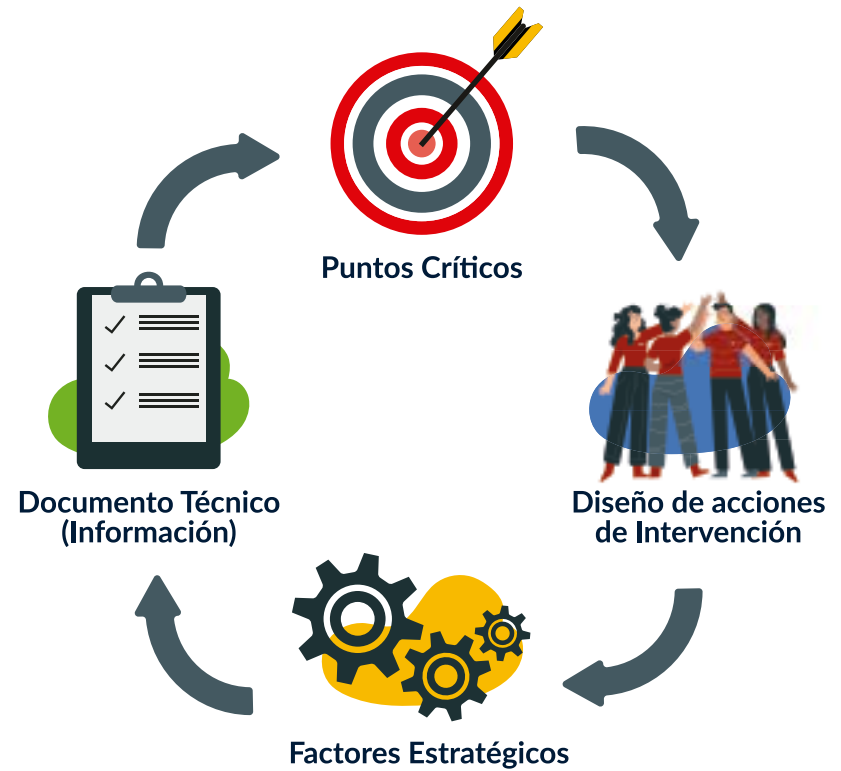 Puntos Críticos
Documento Técnico
(Información)
Diseño de acciones
de Intervención
Factores Estratégicos